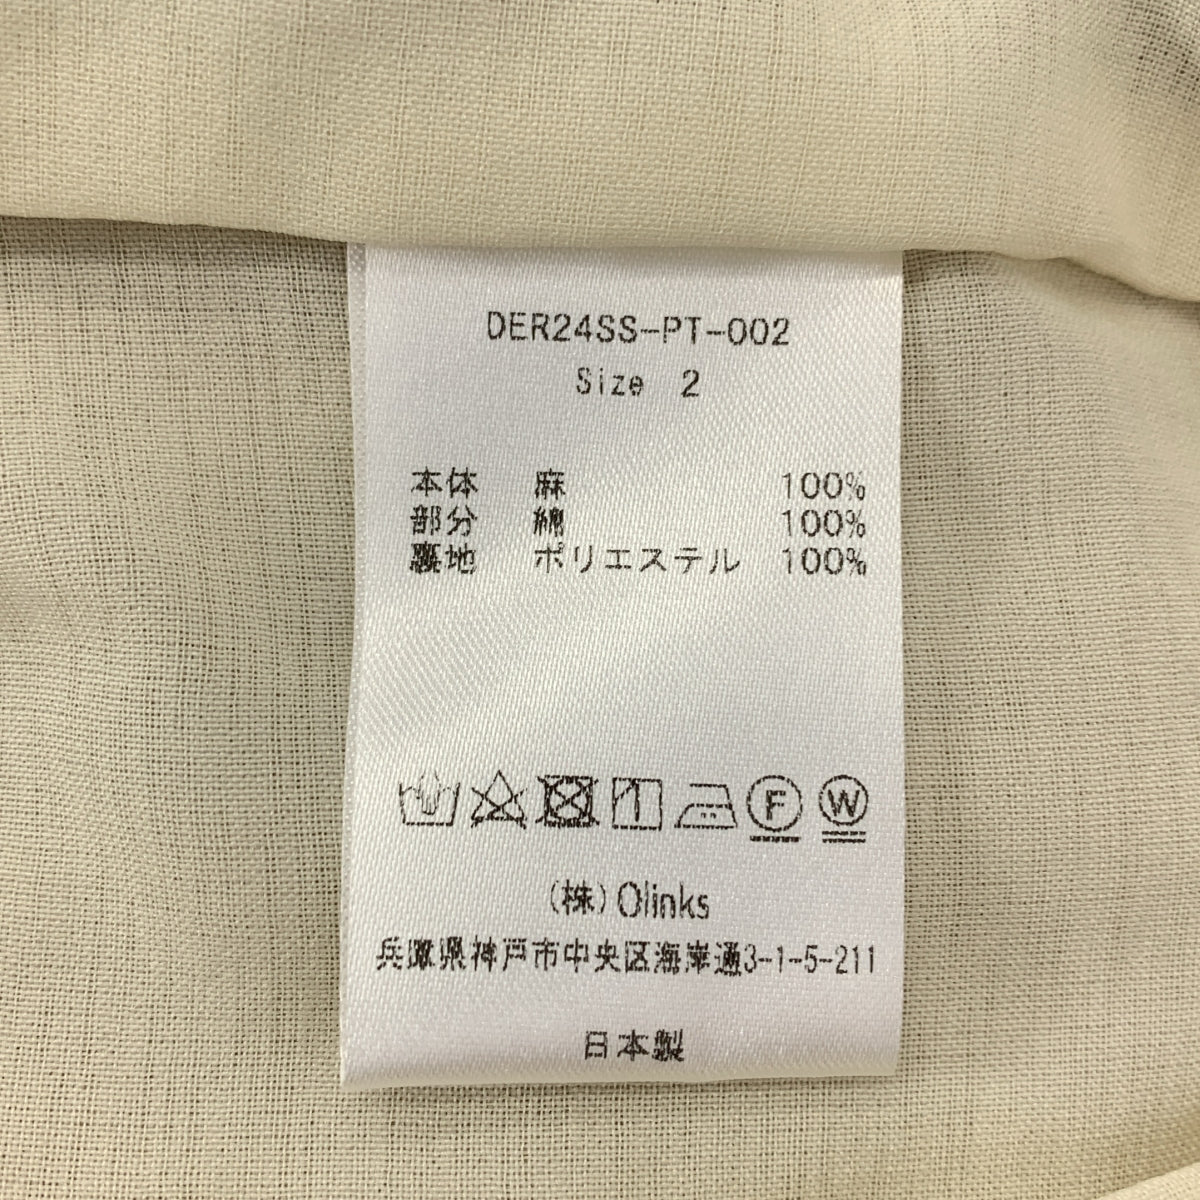 DER24SS-PT-002
Size 2
本体 麻 100%
部分 綿 100%
裏地 ポリエステル 100%
F W
(株)Olinks
兵庫県神戸市中央区海岸通3-1-5-211
日本製